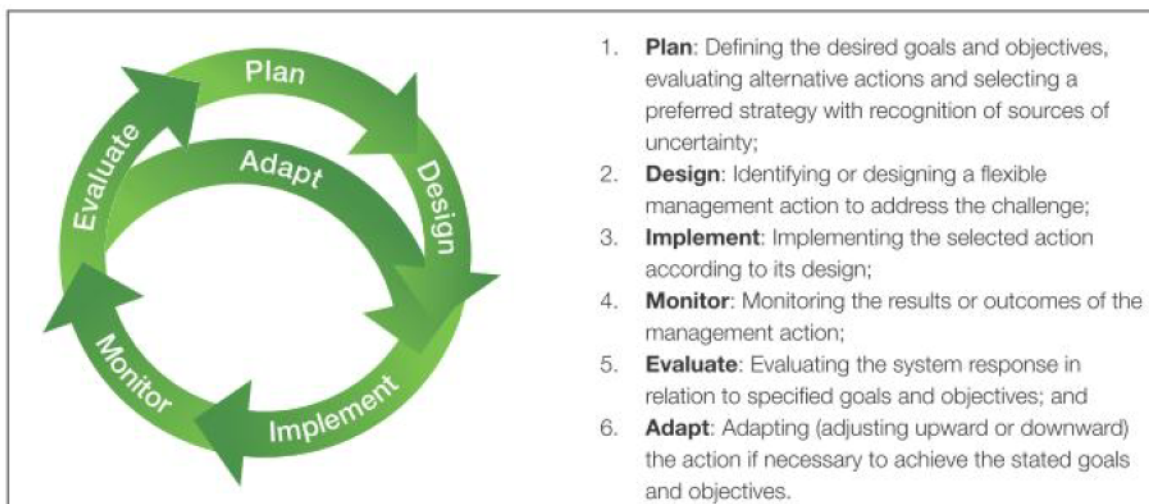 Plan
Adapt
Design
Evaluate
Monitor
Implement
1. Plan: Defining the desired goals and objectives,
evaluating alternative actions and selecting a
preferred strategy with recognition of sources of
uncertainty;
2. Design: Identifying or designing a flexible
management action to address the challenge;
3. Implement: Implementing the selected action
according to its design;
4. Monitor: Monitoring the results or outcomes of the
management action;
5. Evaluate: Evaluating the system response in
relation to specified goals and objectives; and
6. Adapt: Adapting (adjusting upward or downward)
the action if necessary to achieve the stated goals
and objectives.